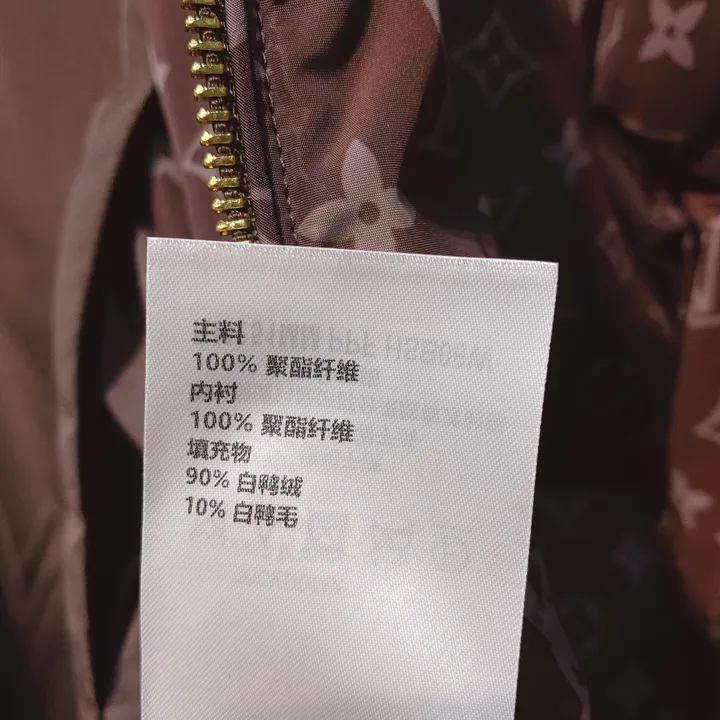 主料
100% 聚酯纤维
内衬
100% 聚酯纤维
填充物
90% 白鸭绒
10% 白鸭毛